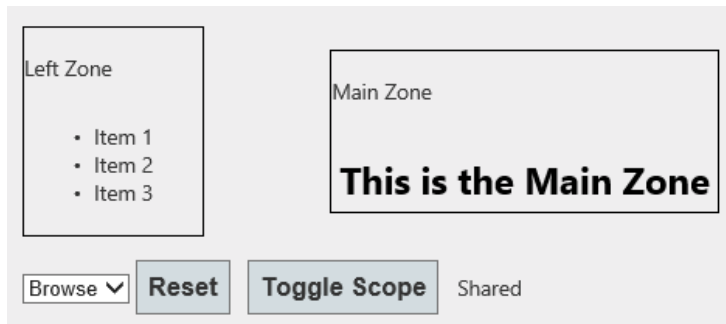 Left Zone
• Item 1
• Item 2
• Item 3
Main Zone
This is the Main Zone
Browse Reset Toggle Scope Shared